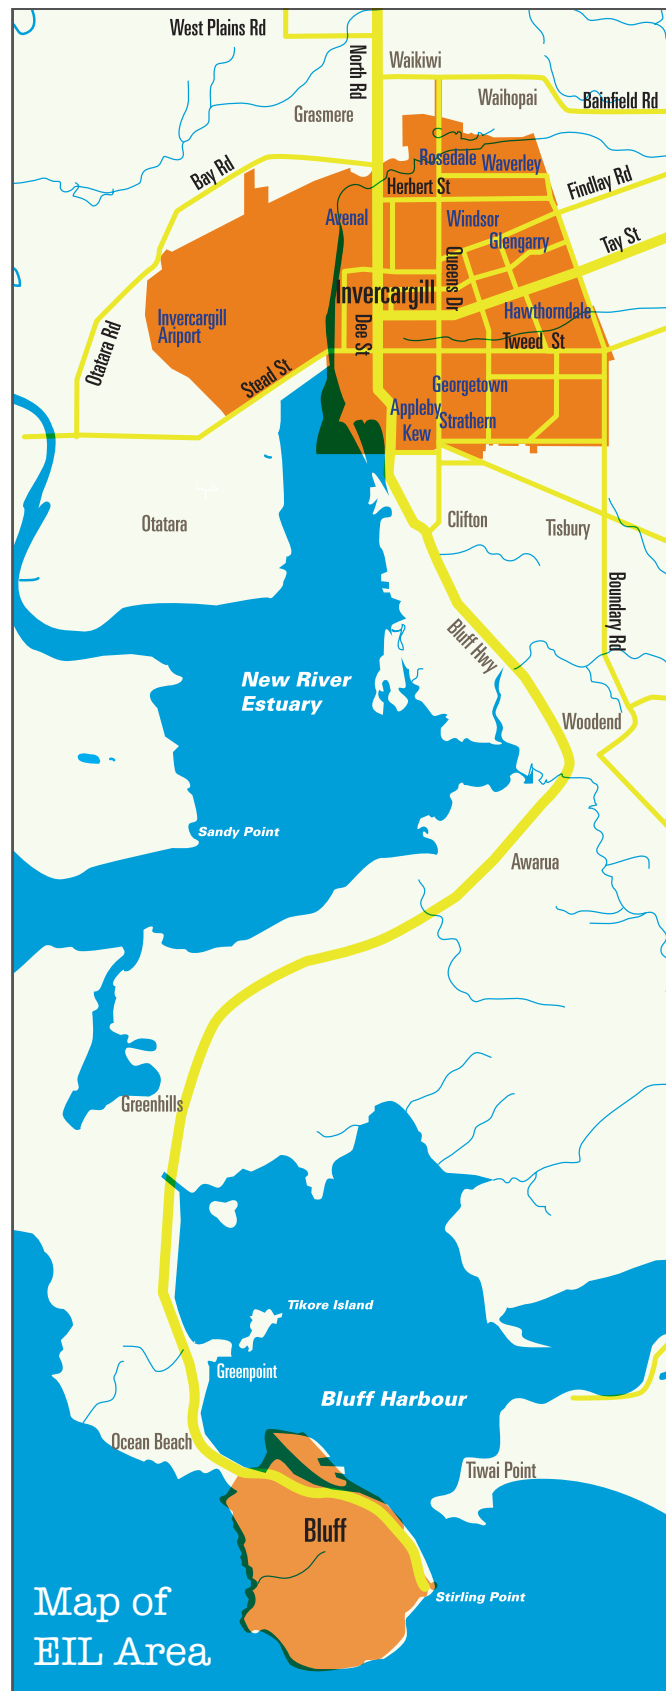 West Plains Rd
North Rd
Waikiwi
Waihopai
Bainfield Rd
Grasmere
Bay Rd
Rosedale
Waverley
Herbert St
Findlay Rd
Avenal
Windsor
Glengarry
Tay St
Queens Dr
Invercargill
Hawthorndale
Invercargill
Ariport
Dee St
Tweed St
Otatara Rd
Stead St
Georgetown
Appleby
Strathern
Kew
Otatara
Clifton
Tisbury
Boundary Rd
Bluff Hwy
New River
Estuary
Woodend
Sandy Point
Awarua
Greenhills
Tikore Island
Greenpoint
Bluff Harbour
Ocean Beach
Tiwai Point
Bluff
Stirling Point
Map of
EIL Area